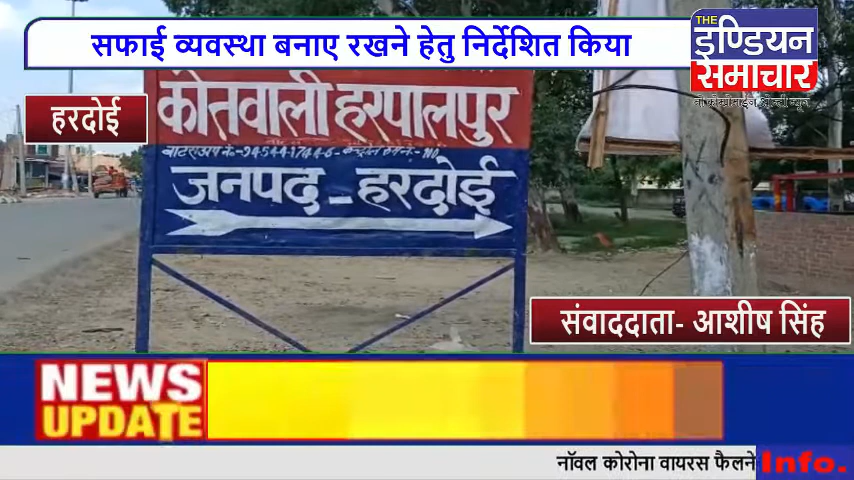 सफाई व्यवस्था बनाए रखने हेतु निर्देशित किया
THE
इण्डियन
समाचार
हरदोई
कोतवाली हरपालपुर
जनपद - हरदोई
संवाददाता- आशीष सिंह
NEWS
UPDATE
नॉवल कोरोना वायरस फैलने
Info.